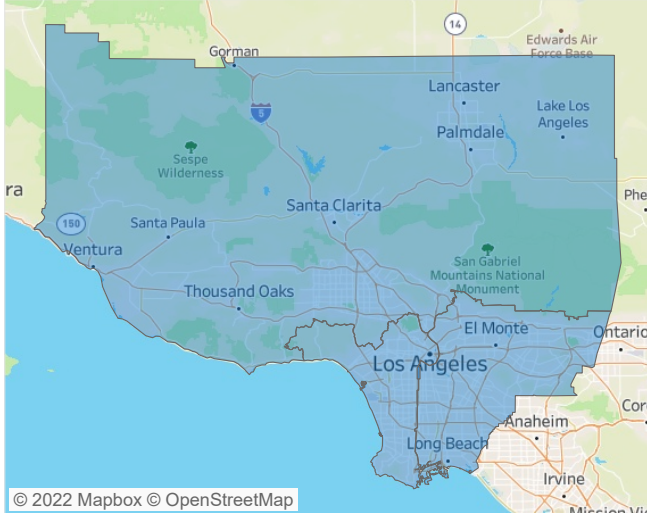 14
Edwards Air
Force Base
Gorman
Lancaster
5
Lake Los
Angeles
Palmdale
Sespe
Wilderness
ra
Phe
Santa Clarita
150
Santa Paula
Ventura
San Gabriel
Mountains National
Monument
Thousand Oaks
El Monte
Ontario
Los Angeles
Cor
Anaheim
Long Beach
Irvine
© 2022 Mapbox © OpenStreetMap
Mission Vi